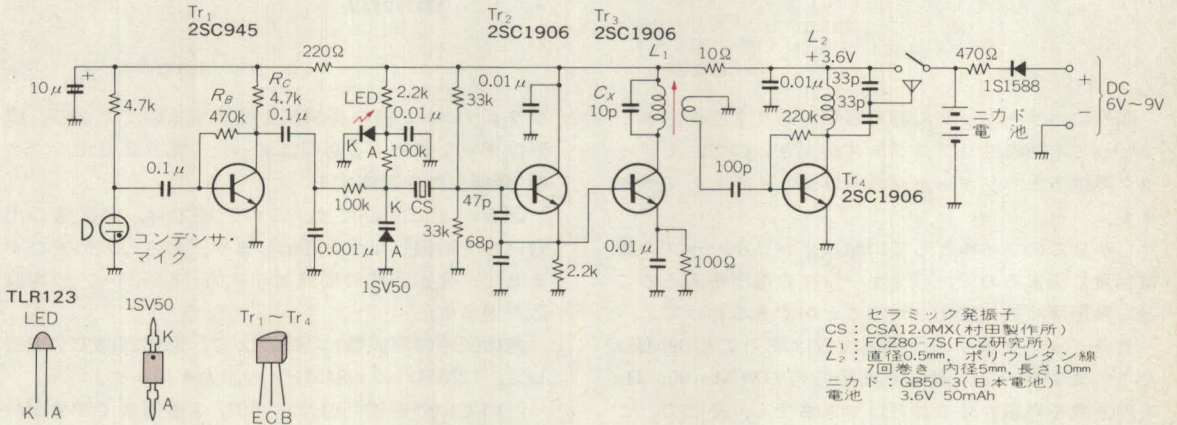 Tr1
2SC945
Tr2
2SC1906
Tr3
2SC1906
10μ
+
4.7k
RB
470k
RC
4.7k
0.1μ
0.1μ
220Ω
LED
K
A
2.2k
0.01μ
100k
100k
K
CS
A
1SV50
0.001μ
33k
33k
47p
68p
0.01μ
2.2k
L1
CX
10p
10Ω
0.01μ
100Ω
100p
L2
+3.6V
0.01μ
33p
33p
220k
Tr4
2SC1906
470Ω
1S1588
ニカド
電池
+
DC
6V～9V
−
コンデンサ・
マイク
TLR123
LED
K A
1SV50
K
A
Tr1～Tr4
ECB
セラミック発振子
CS：CSA12.0MX(村田製作所)
L1：FCZ80-7S(FCZ研究所)
L2：直径0.5mm，ポリウレタン線
7回巻き，内径5mm，長さ10mm
ニカド：GB50-3(日本電池)
電池　3.6V 50mAh